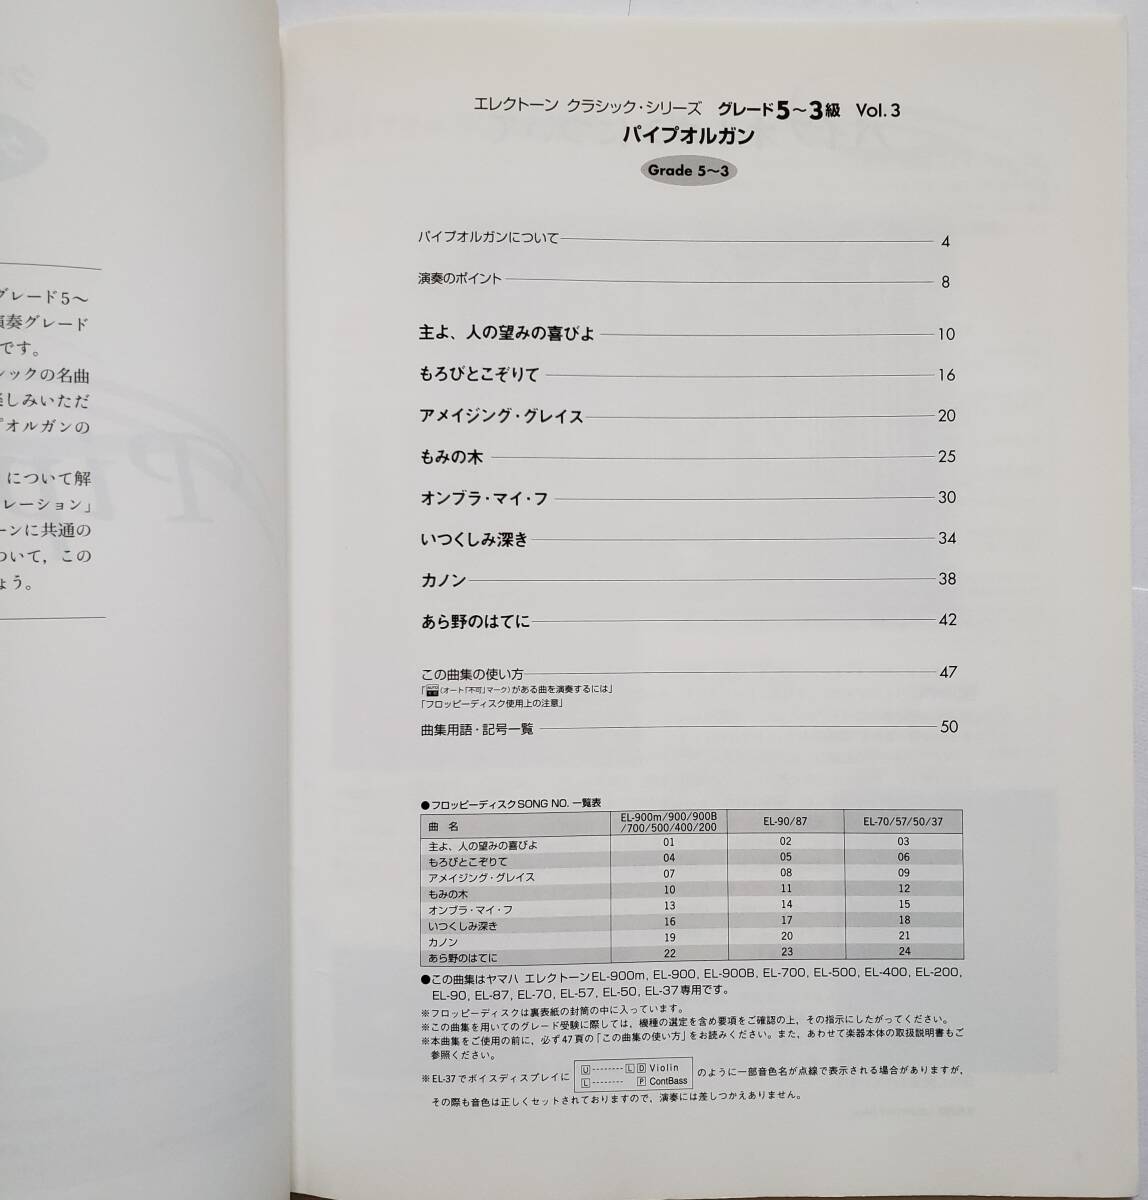 グレード5〜
演奏グレード
です。
シックの名曲
楽しみいただ
プオルガンの
について解
レーション」
ーンに共通の
ついて，この
ょう。
エレクトーン クラシック・シリーズ グレード5〜3級 Vol.3
パイプオルガン
Grade 5〜3
パイプオルガンについて 4
演奏のポイント 8
主よ、人の望みの喜びよ 10
もろびとこぞりて 16
アメイジング・グレイス 20
もみの木 25
オンブラ・マイ・フ 30
いつくしみ深き 34
カノン 38
あら野のはてに 42
この曲集の使い方 47
「(オート「不可」マーク)がある曲を演奏するには」
「フロッピーディスク使用上の注意」
曲集用語・記号一覧 50
●フロッピーディスクSONG NO. 一覧表
曲 名 EL-900m/900/900B/700/500/400/200 EL-90/87 EL-70/57/50/37
主よ、人の望みの喜びよ 01 02 03
もろびとこぞりて 04 05 06
アメイジング・グレイス 07 08 09
もみの木 10 11 12
オンブラ・マイ・フ 13 14 15
いつくしみ深き 16 17 18
カノン 19 20 21
あら野のはてに 22 23 24
●この曲集はヤマハ エレクトーンEL-900m, EL-900, EL-900B, EL-700, EL-500, EL-400, EL-200,
EL-90, EL-87, EL-70, EL-57, EL-50, EL-37専用です。
※フロッピーディスクは裏表紙の封筒の中に入っています。
※この曲集を用いてのグレード受験に際しては，機種の選定を含め要項をご確認の上，その指示にしたがってください。
※本曲集をご使用の前に，必ず47頁の「この曲集の使い方」をお読みください。また，あわせて楽器本体の取扱説明書もご
参照ください。
※EL-37でボイスディスプレイに U -------- L D Violin L -------- P ContBass のように一部音色名が点線で表示される場合がありますが，
その際も音色は正しくセットされておりますので，演奏には差しつかえありません。